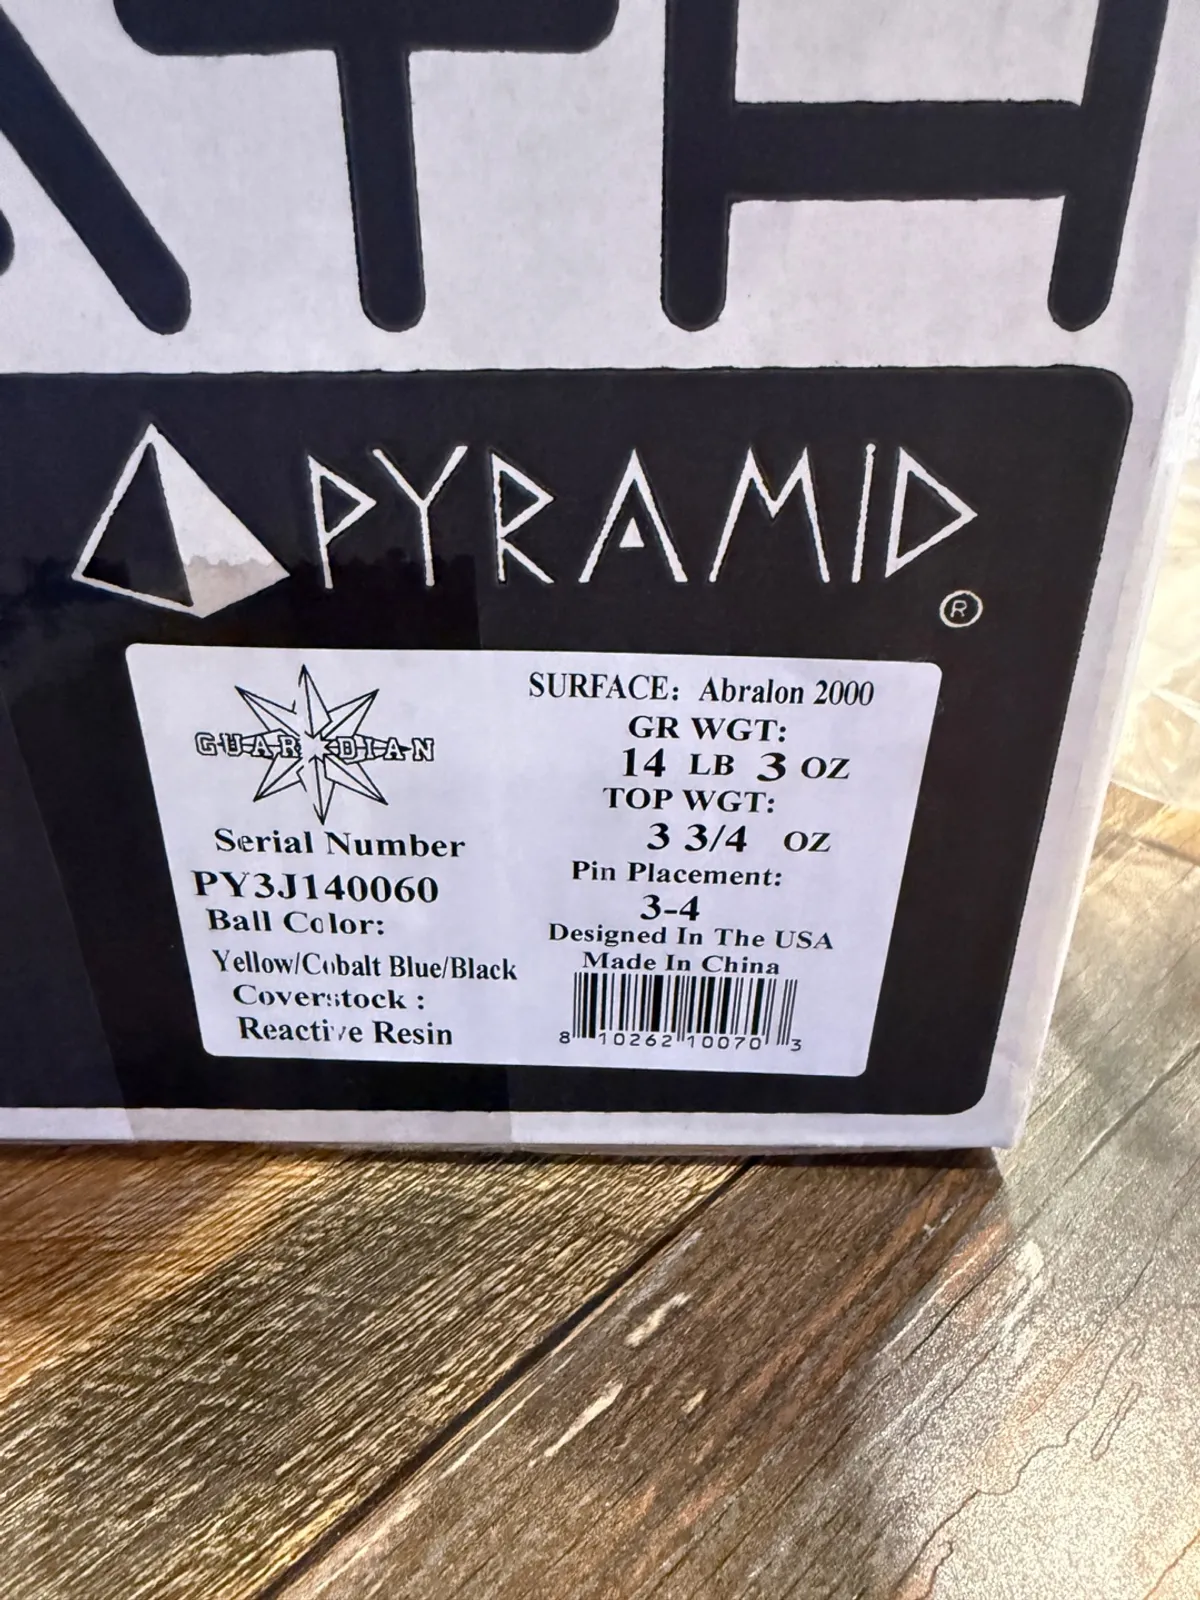 ATH
PYRAMID
®
GUARDIAN
Serial Number
PY3J140060
Ball Color:
Yellow/Cobalt Blue/Black
Coverstock :
Reactive Resin
SURFACE: Abralon 2000
GR WGT:
14 LB 3 OZ
TOP WGT:
3 3/4 OZ
Pin Placement:
3-4
Designed In The USA
Made In China
8 10262 10070 3